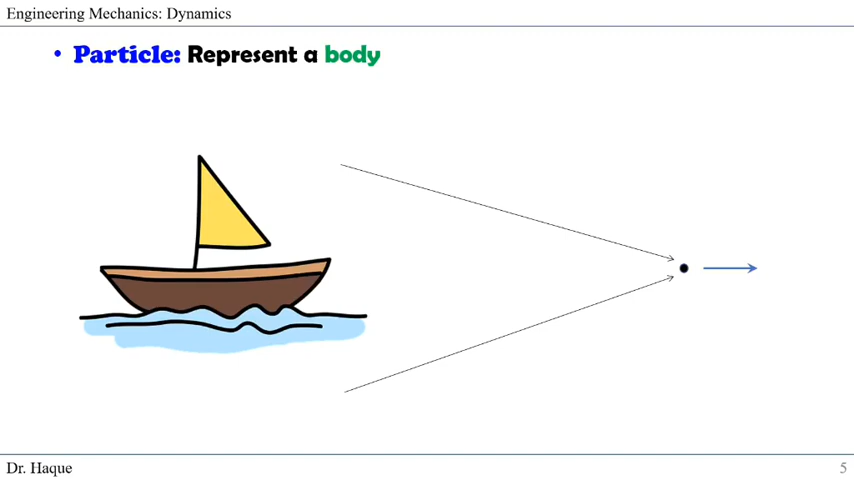 Engineering Mechanics: Dynamics
• Particle: Represent a body
Dr. Haque
5